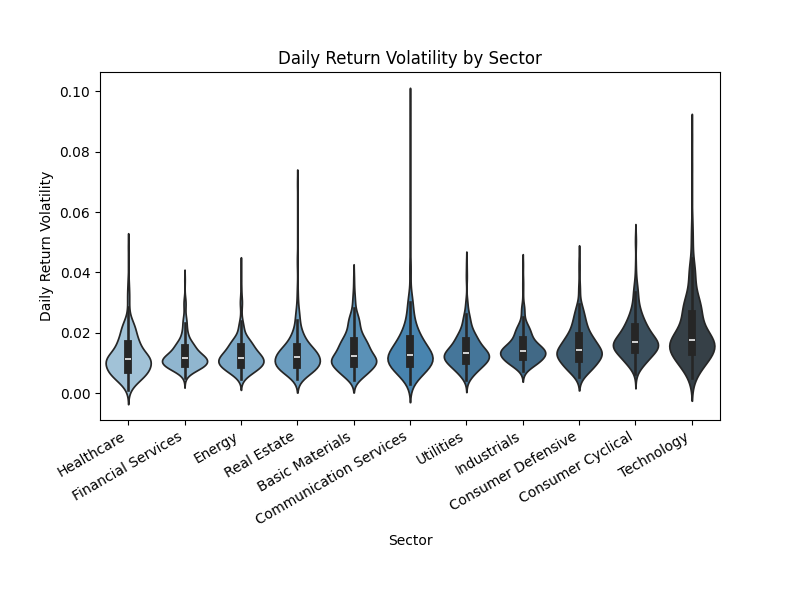 Daily Return Volatility by Sector
Daily Return Volatility
0.10
0.08
0.06
0.04
0.02
0.00
Healthcare
Financial Services
Energy
Real Estate
Basic Materials
Communication Services
Utilities
Industrials
Consumer Defensive
Consumer Cyclical
Technology
Sector